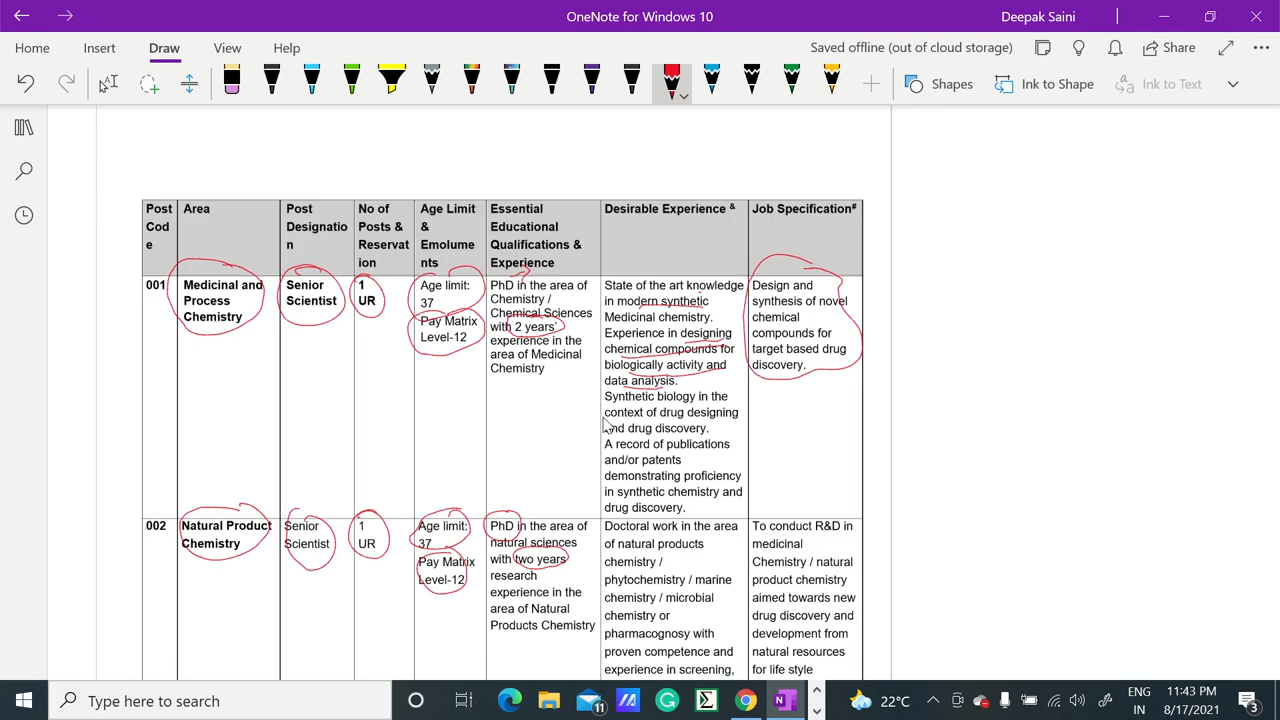 OneNote for Windows 10
Deepak Saini
Home Insert Draw View Help
Saved offline (out of cloud storage)
Share
Shapes
Ink to Shape
Ink to Text
Post
Cod
e
Area
Post
Designatio
n
No of
Posts &
Reservat
ion
Age Limit
&
Emolume
nts
Essential
Educational
Qualifications &
Experience
Desirable Experience &
Job Specification#
001
Medicinal and
Process
Chemistry
Senior
Scientist
1
UR
Age limit:
37
Pay Matrix
Level-12
PhD in the area of
Chemistry /
Chemical Sciences
with 2 years'
experience in the
area of Medicinal
Chemistry
State of the art knowledge
in modern synthetic
Medicinal chemistry.
Experience in designing
chemical compounds for
biologically activity and
data analysis.
Synthetic biology in the
context of drug designing
and drug discovery.
A record of publications
and/or patents
demonstrating proficiency
in synthetic chemistry and
drug discovery.
Design and
synthesis of novel
chemical
compounds for
target based drug
discovery.
002
Natural Product
Chemistry
Senior
Scientist
1
UR
Age limit:
37
Pay Matrix
Level-12
PhD in the area of
natural sciences
with two years
research
experience in the
area of Natural
Products Chemistry
Doctoral work in the area
of natural products
chemistry /
phytochemistry / marine
chemistry / microbial
chemistry or
pharmacognosy with
proven competence and
experience in screening,
To conduct R&D in
medicinal
Chemistry / natural
product chemistry
aimed towards new
drug discovery and
development from
natural resources
for life style
Type here to search
11
22°C
ENG
IN
11:43 PM
8/17/2021
3